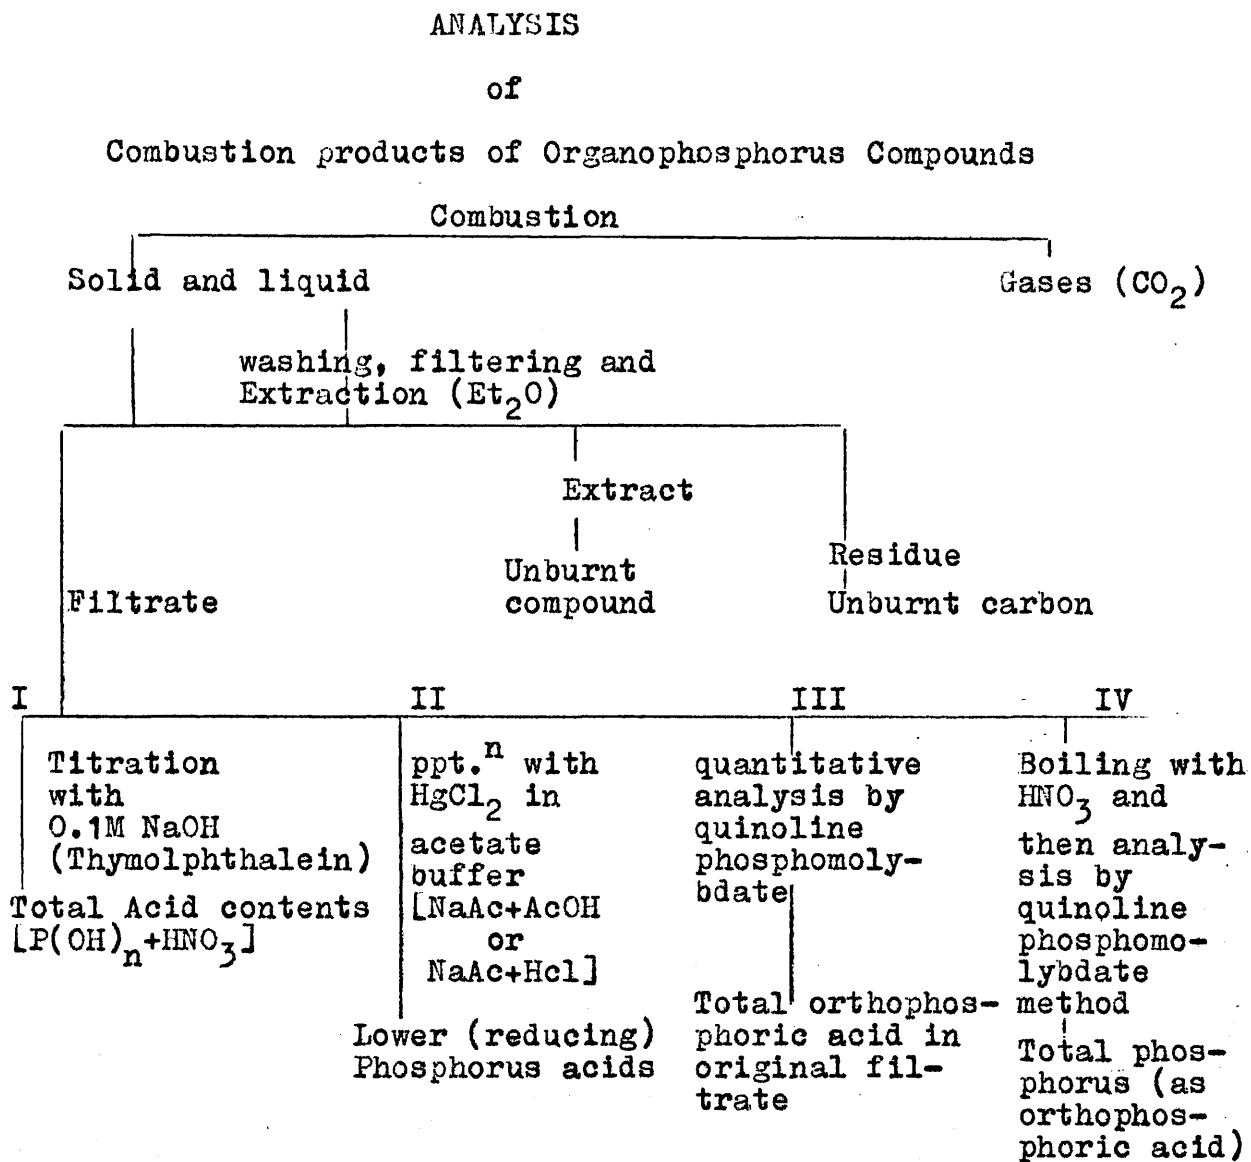 ANALYSIS
of
Combustion products of Organophosphorus Compounds
Combustion
Solid and liquid
Gases (CO₂)
washing, filtering and
Extraction (Et₂O)
Extract
Unburnt
compound
Residue
Unburnt carbon
Filtrate
I
Titration
with
0.1M NaOH
(Thymolphthalein)
Total Acid contents
[P(OH)ₙ+HNO₃]
II
ppt.ⁿ with
HgCl₂ in
acetate
buffer
[NaAc+AcOH
or
NaAc+Hcl]
Lower (reducing)
Phosphorus acids
III
quantitative
analysis by
quinoline
phosphomoly-
bdate
Total orthophos-
phoric acid in
original fil-
trate
IV
Boiling with
HNO₃ and
then analy-
sis by
quinoline
phosphomo-
lybdate
method
Total phos-
phorus (as
orthophos-
phoric acid)